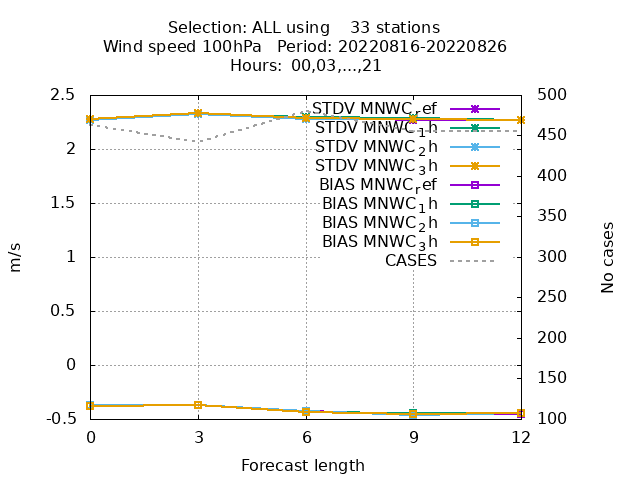 Selection: ALL using    33 stations
Wind speed 100hPa   Period: 20220816-20220826
Hours:  00,03,...,21
2.5
2
1.5
1
0.5
0
-0.5
m/s
500
450
400
350
300
250
200
150
100
No cases
STDV MNWC_ref
STDV MNWC_1h
STDV MNWC_2h
STDV MNWC_3h
BIAS MNWC_ref
BIAS MNWC_1h
BIAS MNWC_2h
BIAS MNWC_3h
CASES
0 3 6 9 12
Forecast length